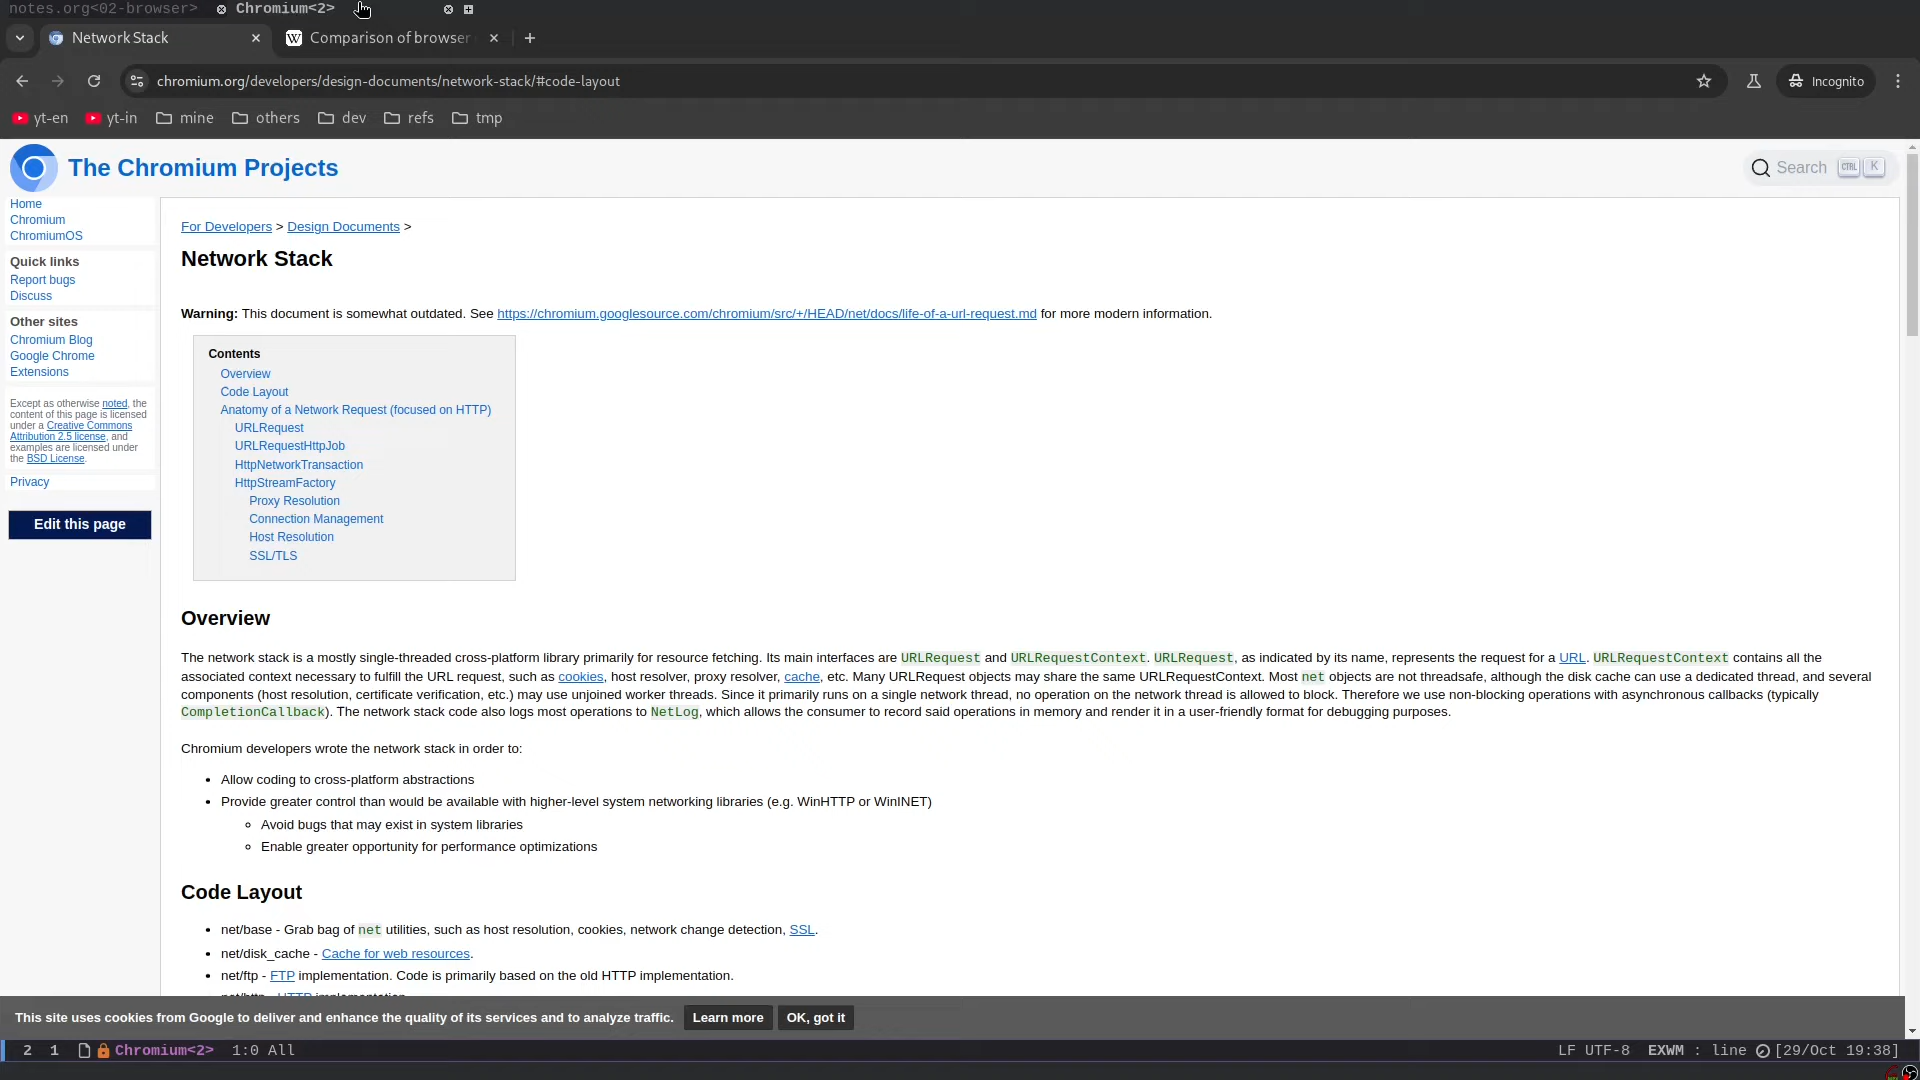 notes.org<02-browser> Chromium<2>
Network Stack Comparison of browser
chromium.org/developers/design-documents/network-stack/#code-layout Incognito
yt-en yt-in mine others dev refs tmp
The Chromium Projects Search CTRL K
Home
Chromium
ChromiumOS
Quick links
Report bugs
Discuss
Other sites
Chromium Blog
Google Chrome
Extensions
Except as otherwise noted, the
content of this page is licensed
under a Creative Commons
Attribution 2.5 license, and
examples are licensed under
the BSD License.
Privacy
Edit this page
For Developers > Design Documents >
Network Stack
Warning: This document is somewhat outdated. See https://chromium.googlesource.com/chromium/src/+/HEAD/net/docs/life-of-a-url-request.md for more modern information.
Contents
Overview
Code Layout
Anatomy of a Network Request (focused on HTTP)
URLRequest
URLRequestHttpJob
HttpNetworkTransaction
HttpStreamFactory
Proxy Resolution
Connection Management
Host Resolution
SSL/TLS
Overview
The network stack is a mostly single-threaded cross-platform library primarily for resource fetching. Its main interfaces are URLRequest and URLRequestContext. URLRequest, as indicated by its name, represents the request for a URL. URLRequestContext contains all the
associated context necessary to fulfill the URL request, such as cookies, host resolver, proxy resolver, cache, etc. Many URLRequest objects may share the same URLRequestContext. Most net objects are not threadsafe, although the disk cache can use a dedicated thread, and several
components (host resolution, certificate verification, etc.) may use unjoined worker threads. Since it primarily runs on a single network thread, no operation on the network thread is allowed to block. Therefore we use non-blocking operations with asynchronous callbacks (typically
CompletionCallback). The network stack code also logs most operations to NetLog, which allows the consumer to record said operations in memory and render it in a user-friendly format for debugging purposes.
Chromium developers wrote the network stack in order to:
• Allow coding to cross-platform abstractions
• Provide greater control than would be available with higher-level system networking libraries (e.g. WinHTTP or WinINET)
◦ Avoid bugs that may exist in system libraries
◦ Enable greater opportunity for performance optimizations
Code Layout
• net/base - Grab bag of net utilities, such as host resolution, cookies, network change detection, SSL.
• net/disk_cache - Cache for web resources.
• net/ftp - FTP implementation. Code is primarily based on the old HTTP implementation.
• net/http - HTTP implementation.
This site uses cookies from Google to deliver and enhance the quality of its services and to analyze traffic. Learn more OK, got it
2 1 Chromium<2> 1:0 All LF UTF-8 EXWM : line [29/Oct 19:38]